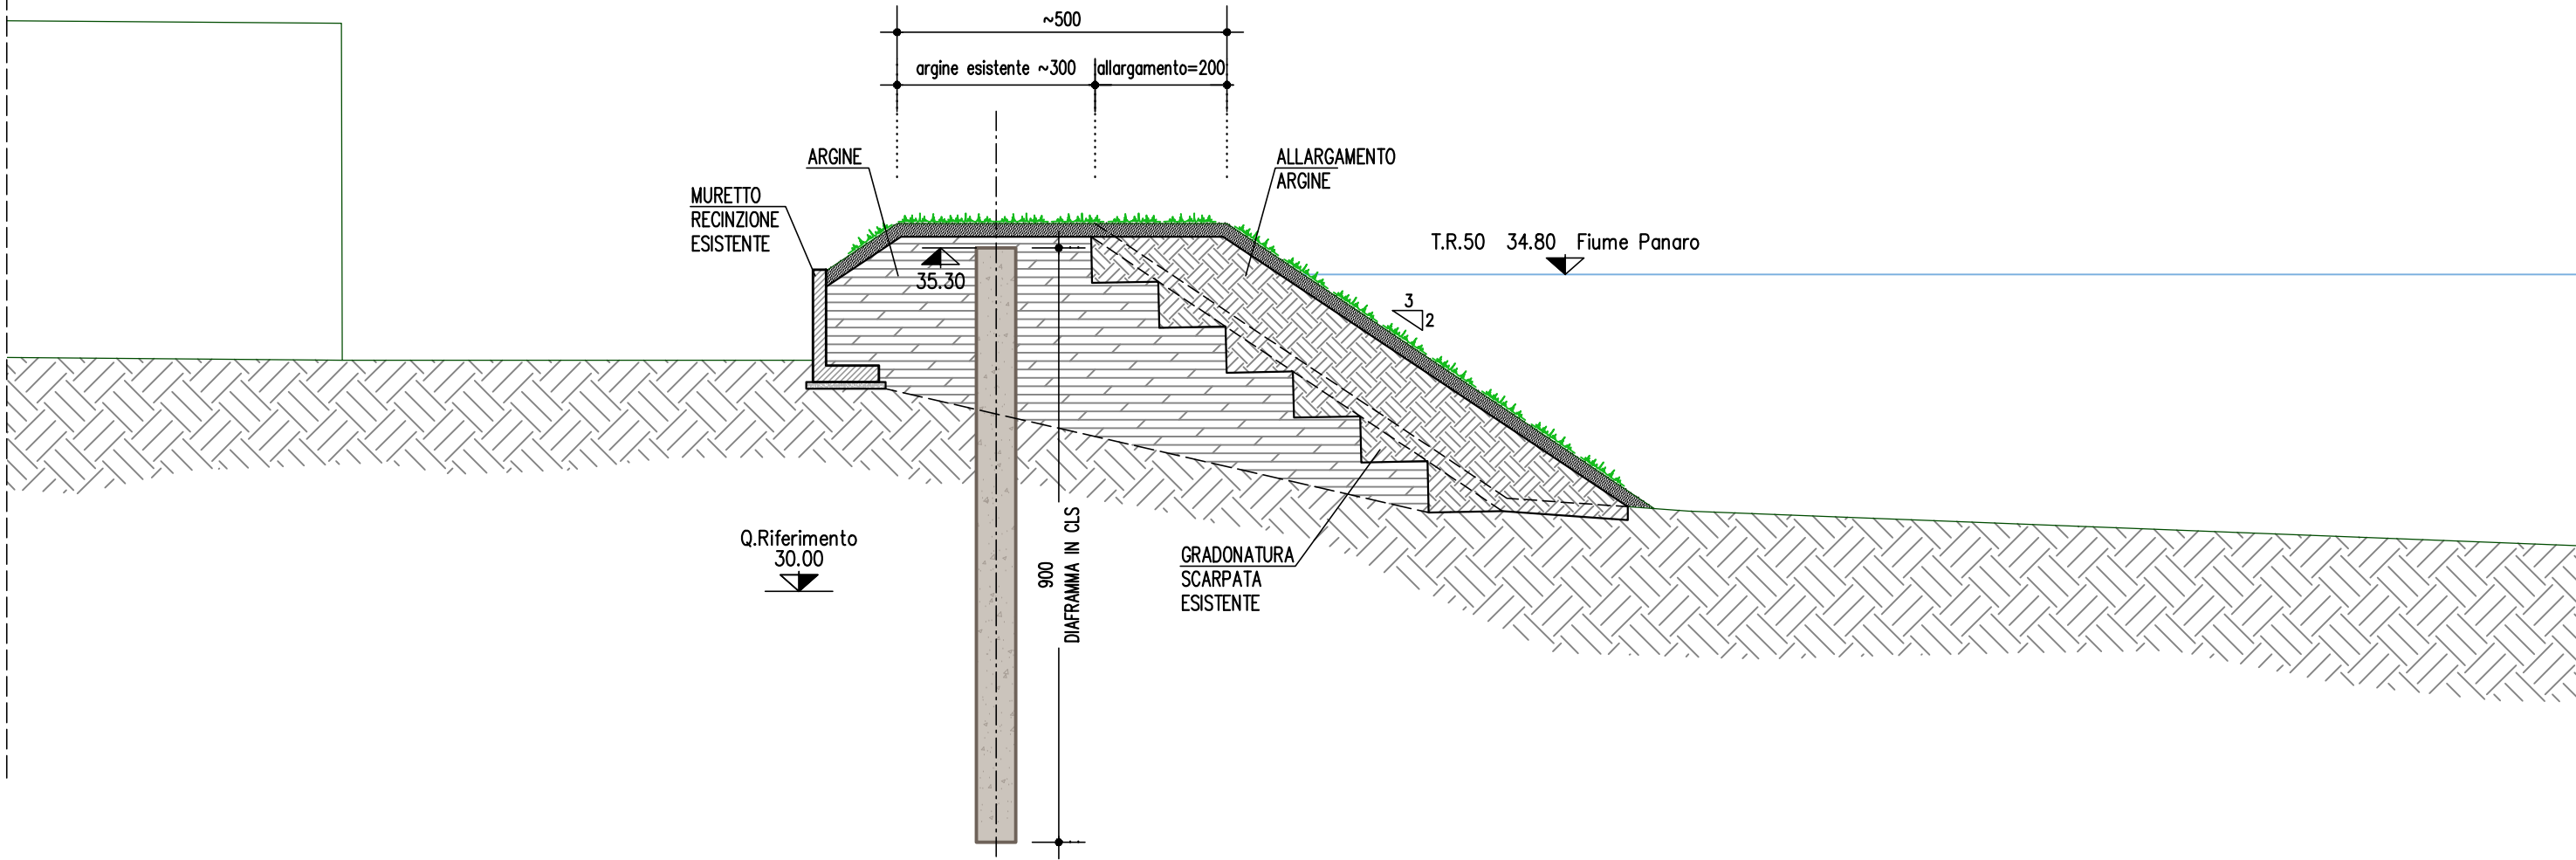 ~500
argine esistente ~300
allargamento=200
ARGINE
ALLARGAMENTO
ARGINE
MURETTO
RECINZIONE
ESISTENTE
T.R.50 34.80 Fiume Panaro
35.30
3
2
Q.Riferimento
30.00
900
DIAFRAMMA IN CLS
GRADONATURA
SCARPATA
ESISTENTE